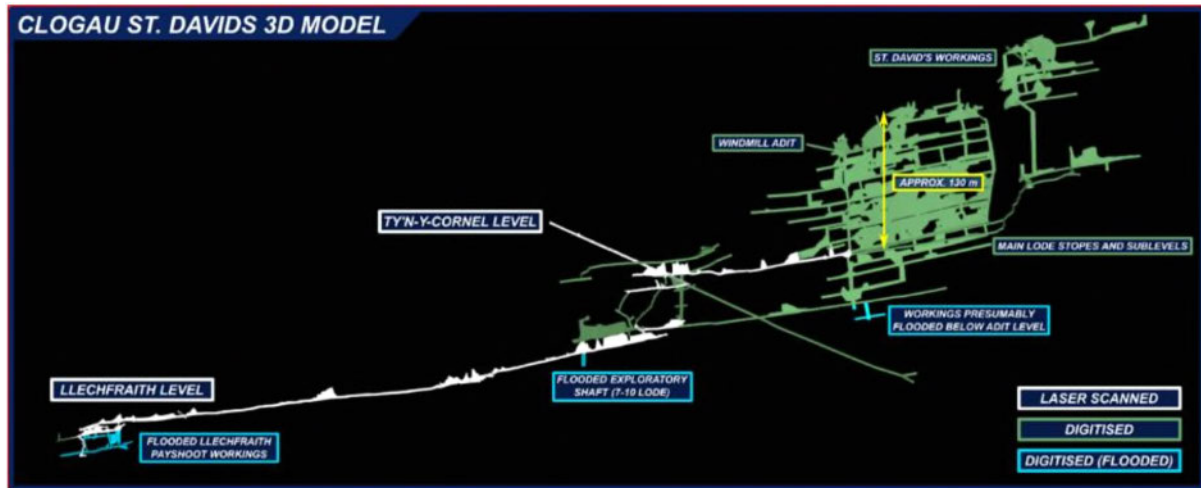 CLOGAU ST. DAVIDS 3D MODEL
ST. DAVID'S WORKINGS
WINDMILL ADIT
APPROX. 130 m
TY'N-Y-CORNEL LEVEL
MAIN LODE STOPES AND SUBLEVELS
WORKINGS PRESUMABLY
FLOODED BELOW ADIT LEVEL
LLECHFRAITH LEVEL
FLOODED EXPLORATORY
SHAFT (7-10 LODE)
FLOODED LLECHFRAITH
PAYSHOOT WORKINGS
LASER SCANNED
DIGITISED
DIGITISED (FLOODED)